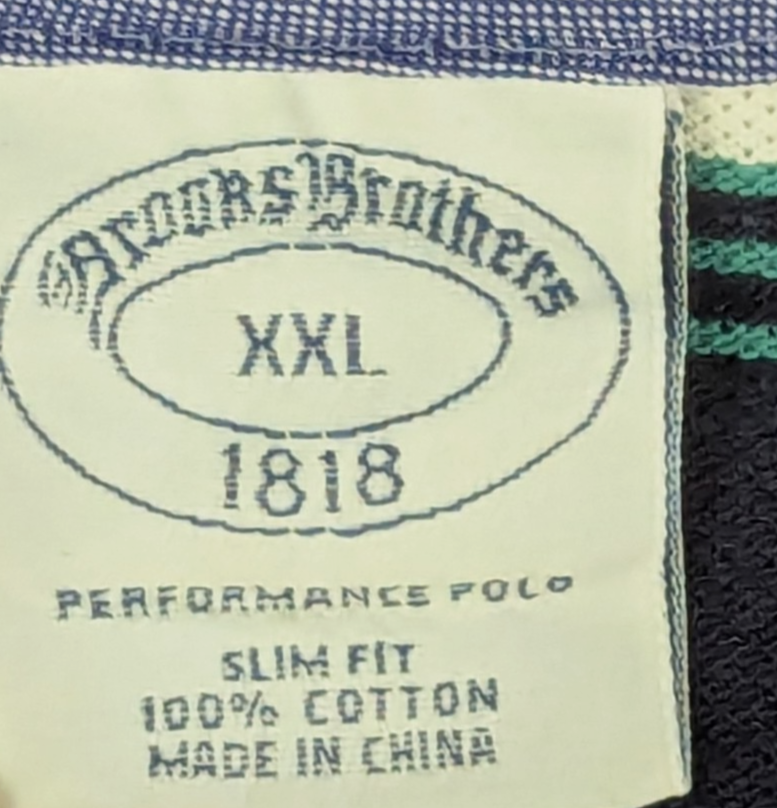 Brooks Brothers
XXL
1818
PERFORMANCE POLO
SLIM FIT
100% COTTON
MADE IN CHINA